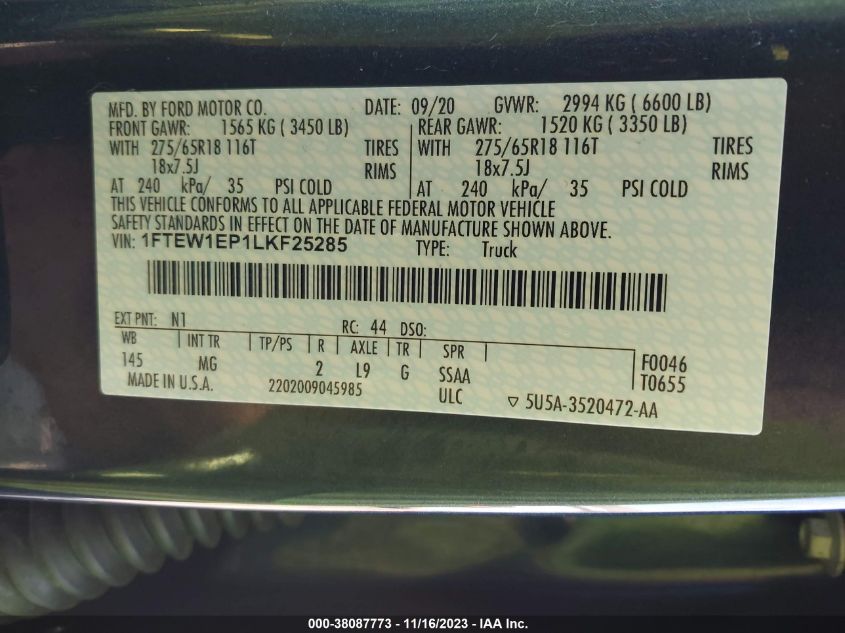 MFD. BY FORD MOTOR CO. DATE: 09/20 GVWR: 2994 KG ( 6600 LB)
FRONT GAWR: 1565 KG ( 3450 LB) REAR GAWR: 1520 KG ( 3350 LB)
WITH 275/65R18 116T TIRES WITH 275/65R18 116T TIRES
18x7.5J RIMS 18x7.5J RIMS
AT 240 kPa/ 35 PSI COLD AT 240 kPa/ 35 PSI COLD
THIS VEHICLE CONFORMS TO ALL APPLICABLE FEDERAL MOTOR VEHICLE
SAFETY STANDARDS IN EFFECT ON THE DATE OF MANUFACTURE SHOWN ABOVE.
VIN: 1FTEW1EP1LKF25285 TYPE: Truck
EXT PNT: N1 RC: 44 DSO:
WB INT TR TP/PS R AXLE TR SPR F0046
145 MG 2 L9 G SSAA T0655
MADE IN U.S.A. 2202009045985 ULC ▽ 5U5A-3520472-AA
000-38087773 - 11/16/2023 - IAA Inc.